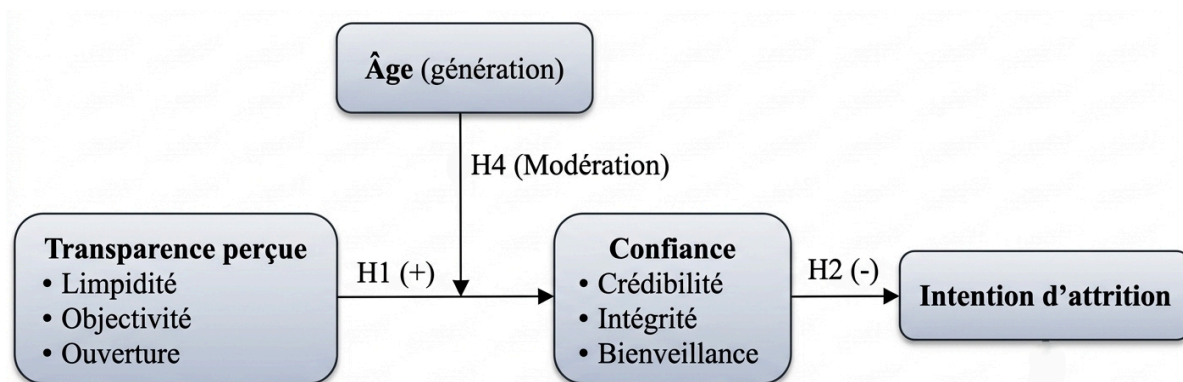 Âge (génération)
H4 (Modération)
Transparence perçue
• Limpidité
• Objectivité
• Ouverture
H1 (+)
Confiance
• Crédibilité
• Intégrité
• Bienveillance
H2 (-)
Intention d’attrition